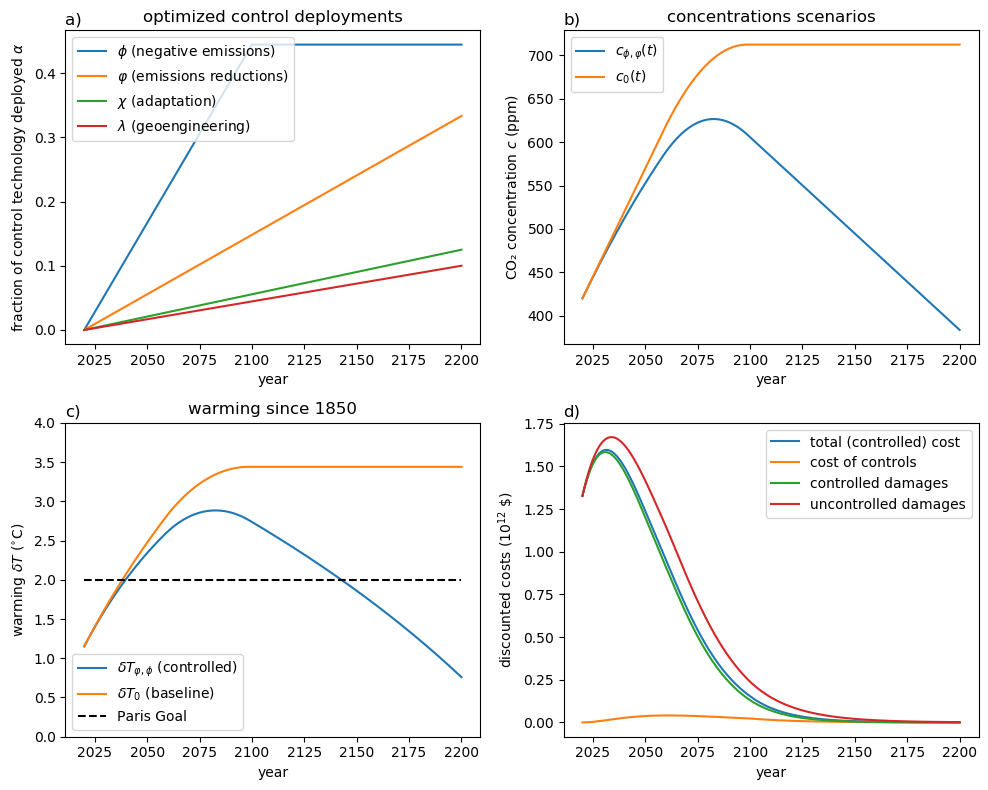 a)
optimized control deployments
fraction of control technology deployed α
0.4
0.3
0.2
0.1
0.0
ϕ (negative emissions)
φ (emissions reductions)
χ (adaptation)
λ (geoengineering)
2025 2050 2075 2100 2125 2150 2175 2200
year
b)
concentrations scenarios
CO₂ concentration c (ppm)
700
650
600
550
500
450
400
c_{ϕ,φ}(t)
c₀(t)
2025 2050 2075 2100 2125 2150 2175 2200
year
c)
warming since 1850
warming δT (°C)
4.0
3.5
3.0
2.5
2.0
1.5
1.0
0.5
0.0
δT_{φ,ϕ} (controlled)
δT₀ (baseline)
Paris Goal
2025 2050 2075 2100 2125 2150 2175 2200
year
d)
discounted costs (10¹² $)
1.75
1.50
1.25
1.00
0.75
0.50
0.25
0.00
total (controlled) cost
cost of controls
controlled damages
uncontrolled damages
2025 2050 2075 2100 2125 2150 2175 2200
year